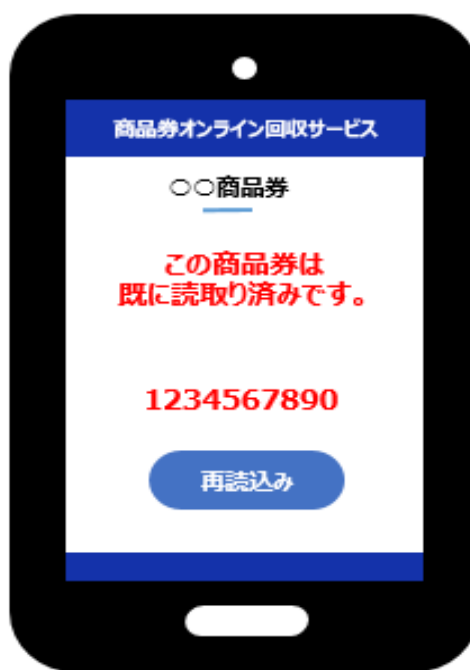 商品券オンライン回収サービス
○○商品券
この商品券は
既に読取り済みです。
1234567890
再読込み